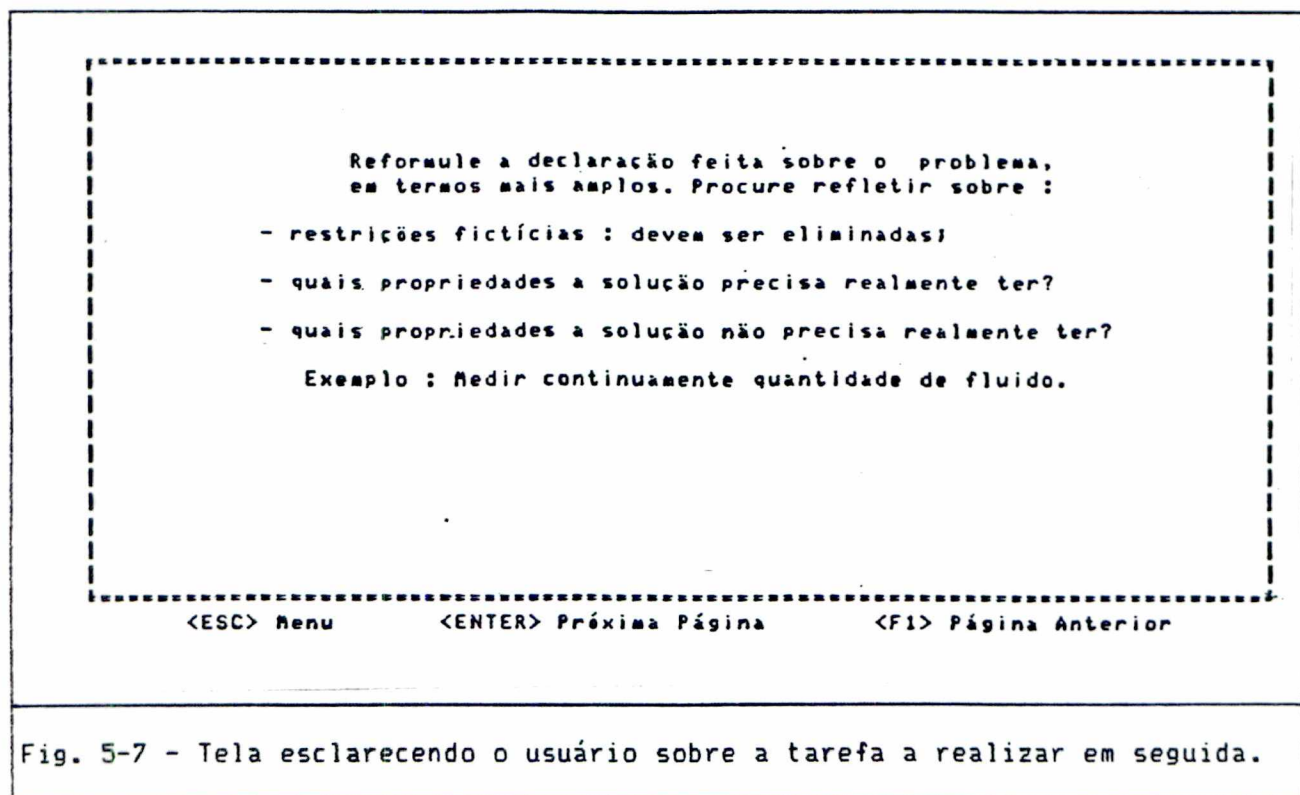 Reformule a declaração feita sobre o problema,
em termos mais amplos. Procure refletir sobre :
- restrições fictícias : devem ser eliminadas;
- quais propriedades a solução precisa realmente ter?
- quais propriedades a solução não precisa realmente ter?
Exemplo : Medir continuamente quantidade de fluido.
<ESC> Menu <ENTER> Próxima Página <F1> Página Anterior
Fig. 5-7 - Tela esclarecendo o usuário sobre a tarefa a realizar em seguida.